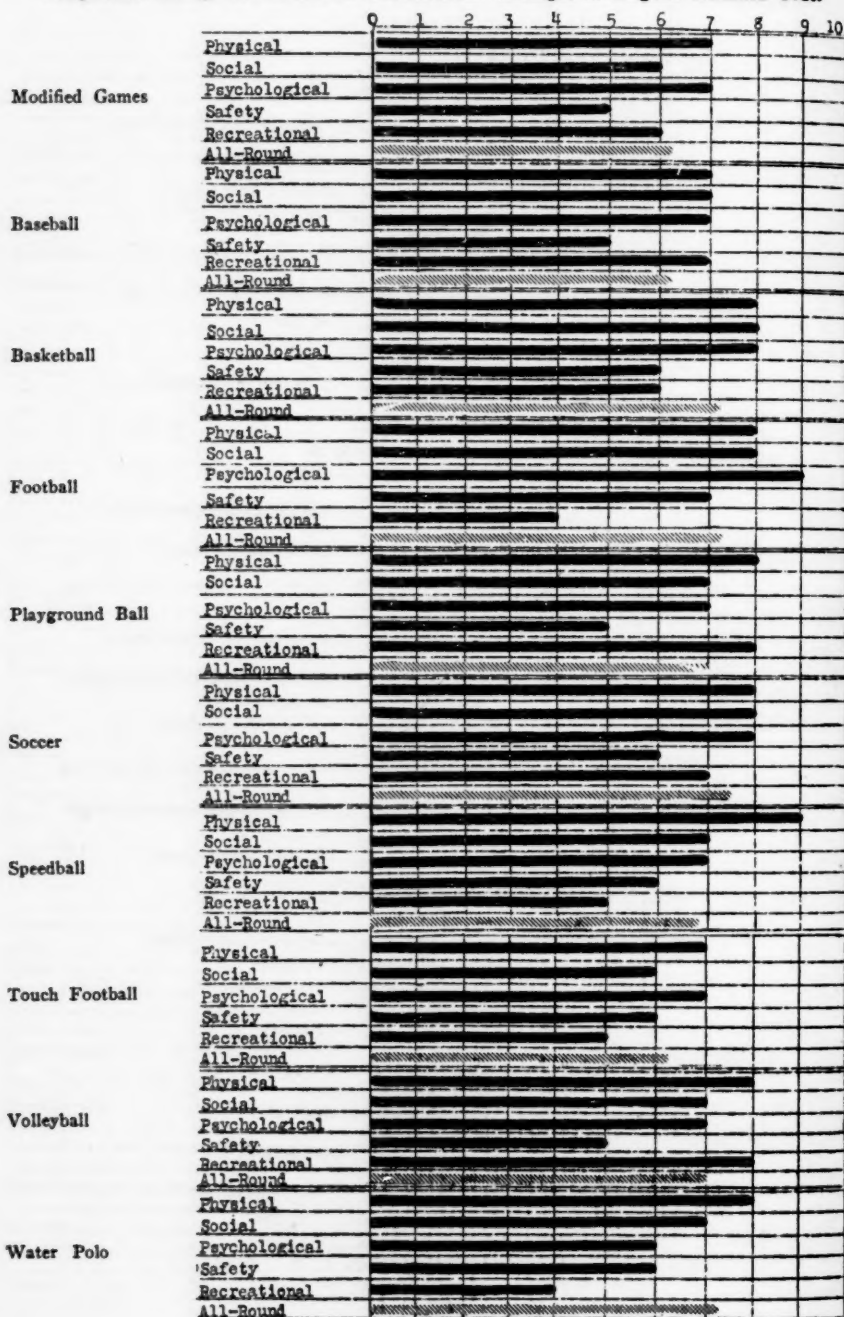 0 1 2 3 4 5 6 7 8 9 10
Modified Games
Physical
Social
Psychological
Safety
Recreational
All-Round
Baseball
Physical
Social
Psychological
Safety
Recreational
All-Round
Basketball
Physical
Social
Psychological
Safety
Recreational
All-Round
Football
Physical
Social
Psychological
Safety
Recreational
All-Round
Playground Ball
Physical
Social
Psychological
Safety
Recreational
All-Round
Soccer
Physical
Social
Psychological
Safety
Recreational
All-Round
Speedball
Physical
Social
Psychological
Safety
Recreational
All-Round
Touch Football
Physical
Social
Psychological
Safety
Recreational
All-Round
Volleyball
Physical
Social
Psychological
Safety
Recreational
All-Round
Water Polo
Physical
Social
Psychological
Safety
Recreational
All-Round